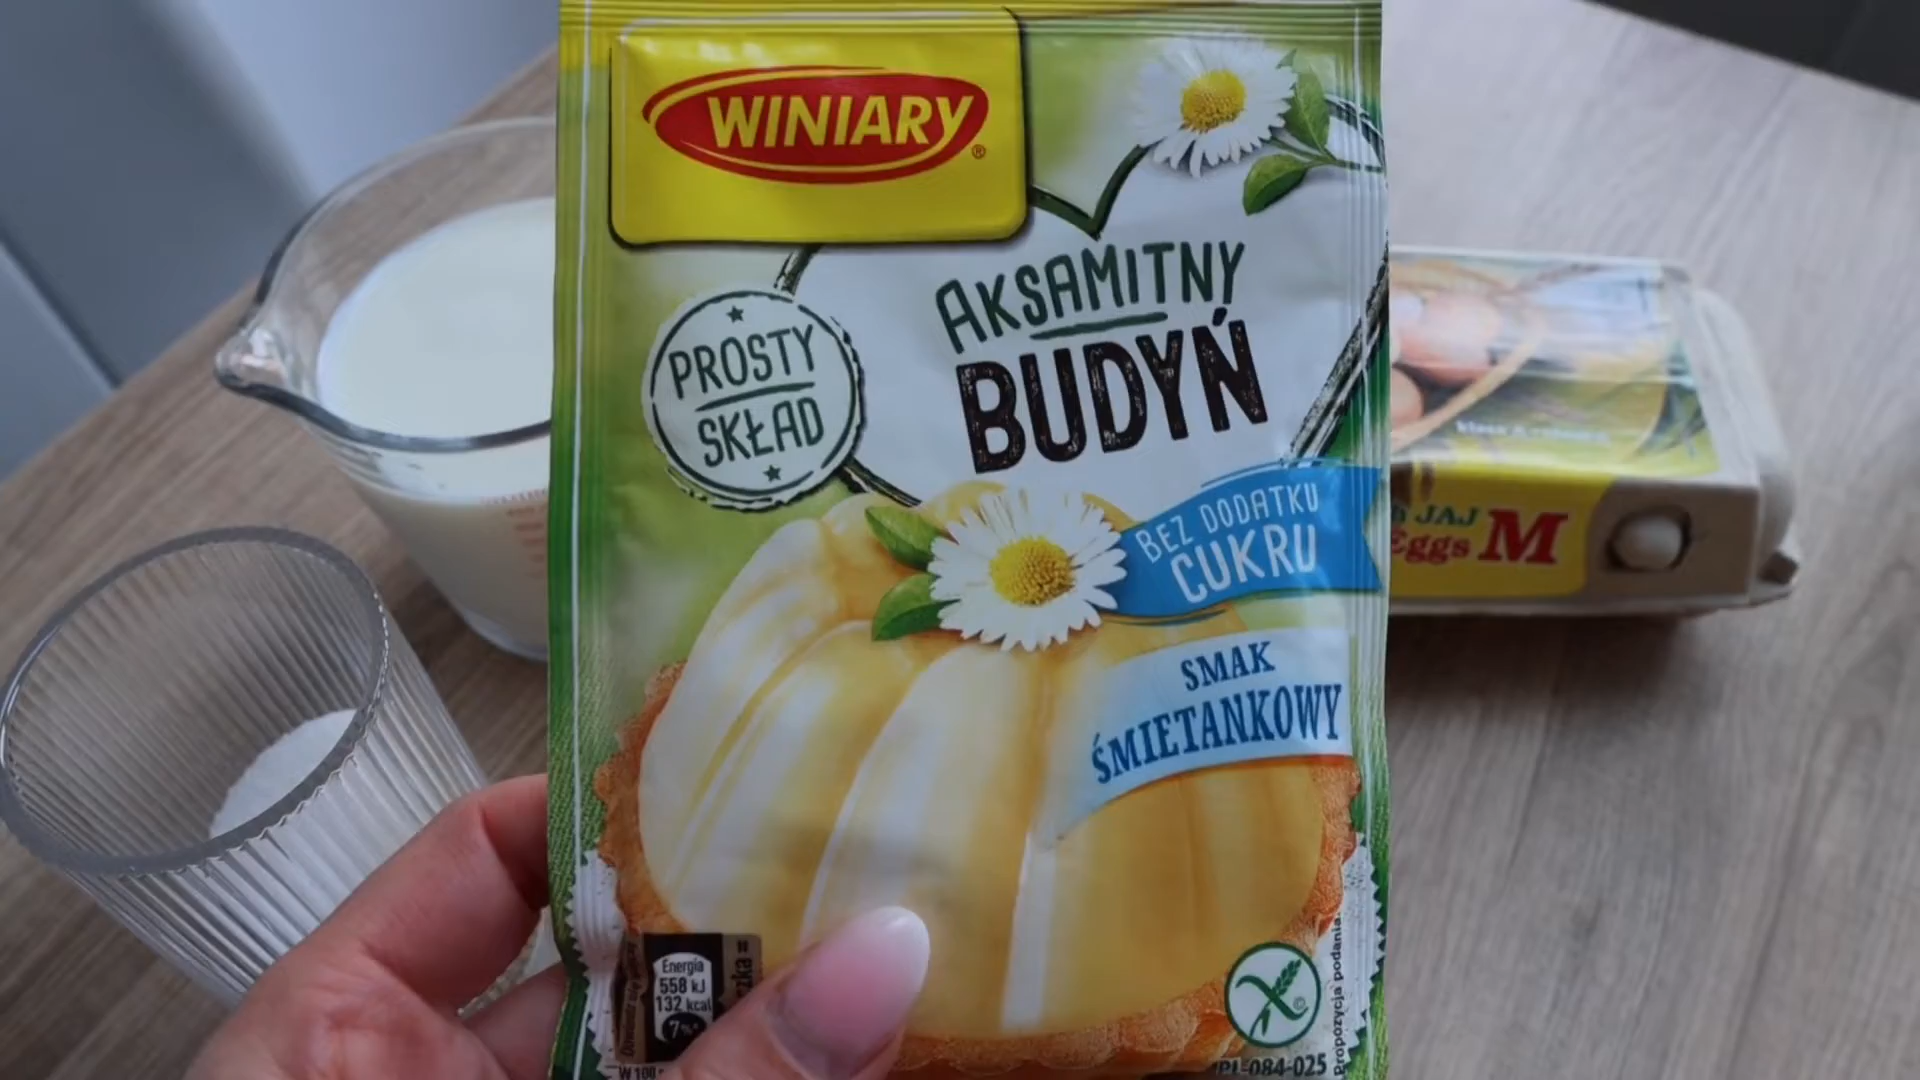 WINIARY
®
AKSAMITNY
BUDYŃ
PROSTY
SKŁAD
BEZ DODATKU
CUKRU
SMAK
ŚMIETANKOWY
Energia
558 kJ
132 kcal
7%*
W 100
PL-084-025
Propozycja podania.
JAJ
Eggs M